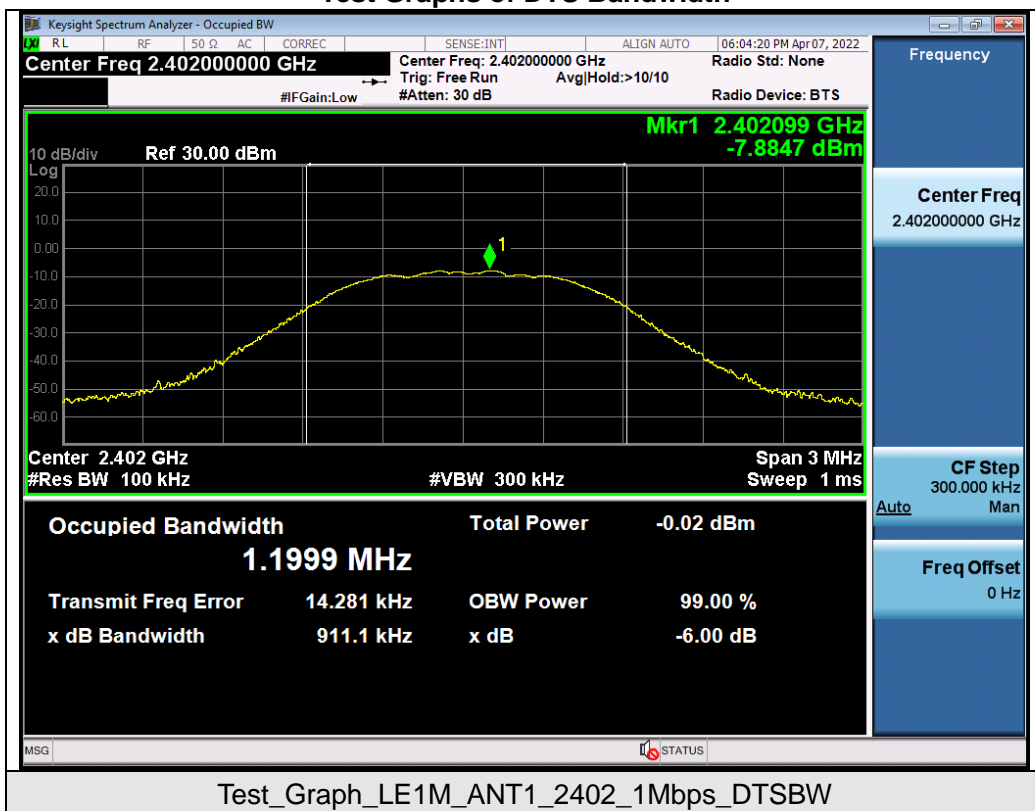 Test Graphs of DTS Bandwidth
Keysight Spectrum Analyzer - Occupied BW
LXI RL RF 50 Ω AC CORREC SENSE:INT ALIGN AUTO 06:04:20 PM Apr 07, 2022
Center Freq 2.402000000 GHz
Center Freq: 2.402000000 GHz
Radio Std: None
Trig: Free Run Avg|Hold:>10/10
#IFGain:Low
#Atten: 30 dB
Radio Device: BTS
Frequency
Mkr1 2.402099 GHz
-7.8847 dBm
10 dB/div Ref 30.00 dBm
Log
20.0
10.0
0.00
-10.0
-20.0
-30.0
-40.0
-50.0
-60.0
1
Center 2.402 GHz
Span 3 MHz
#Res BW 100 kHz
#VBW 300 kHz
Sweep 1 ms
Center Freq
2.402000000 GHz
CF Step
300.000 kHz
Auto Man
Freq Offset
0 Hz
Occupied Bandwidth
1.1999 MHz
Total Power -0.02 dBm
Transmit Freq Error 14.281 kHz OBW Power 99.00 %
x dB Bandwidth 911.1 kHz x dB -6.00 dB
MSG
STATUS
Test_Graph_LE1M_ANT1_2402_1Mbps_DTSBW